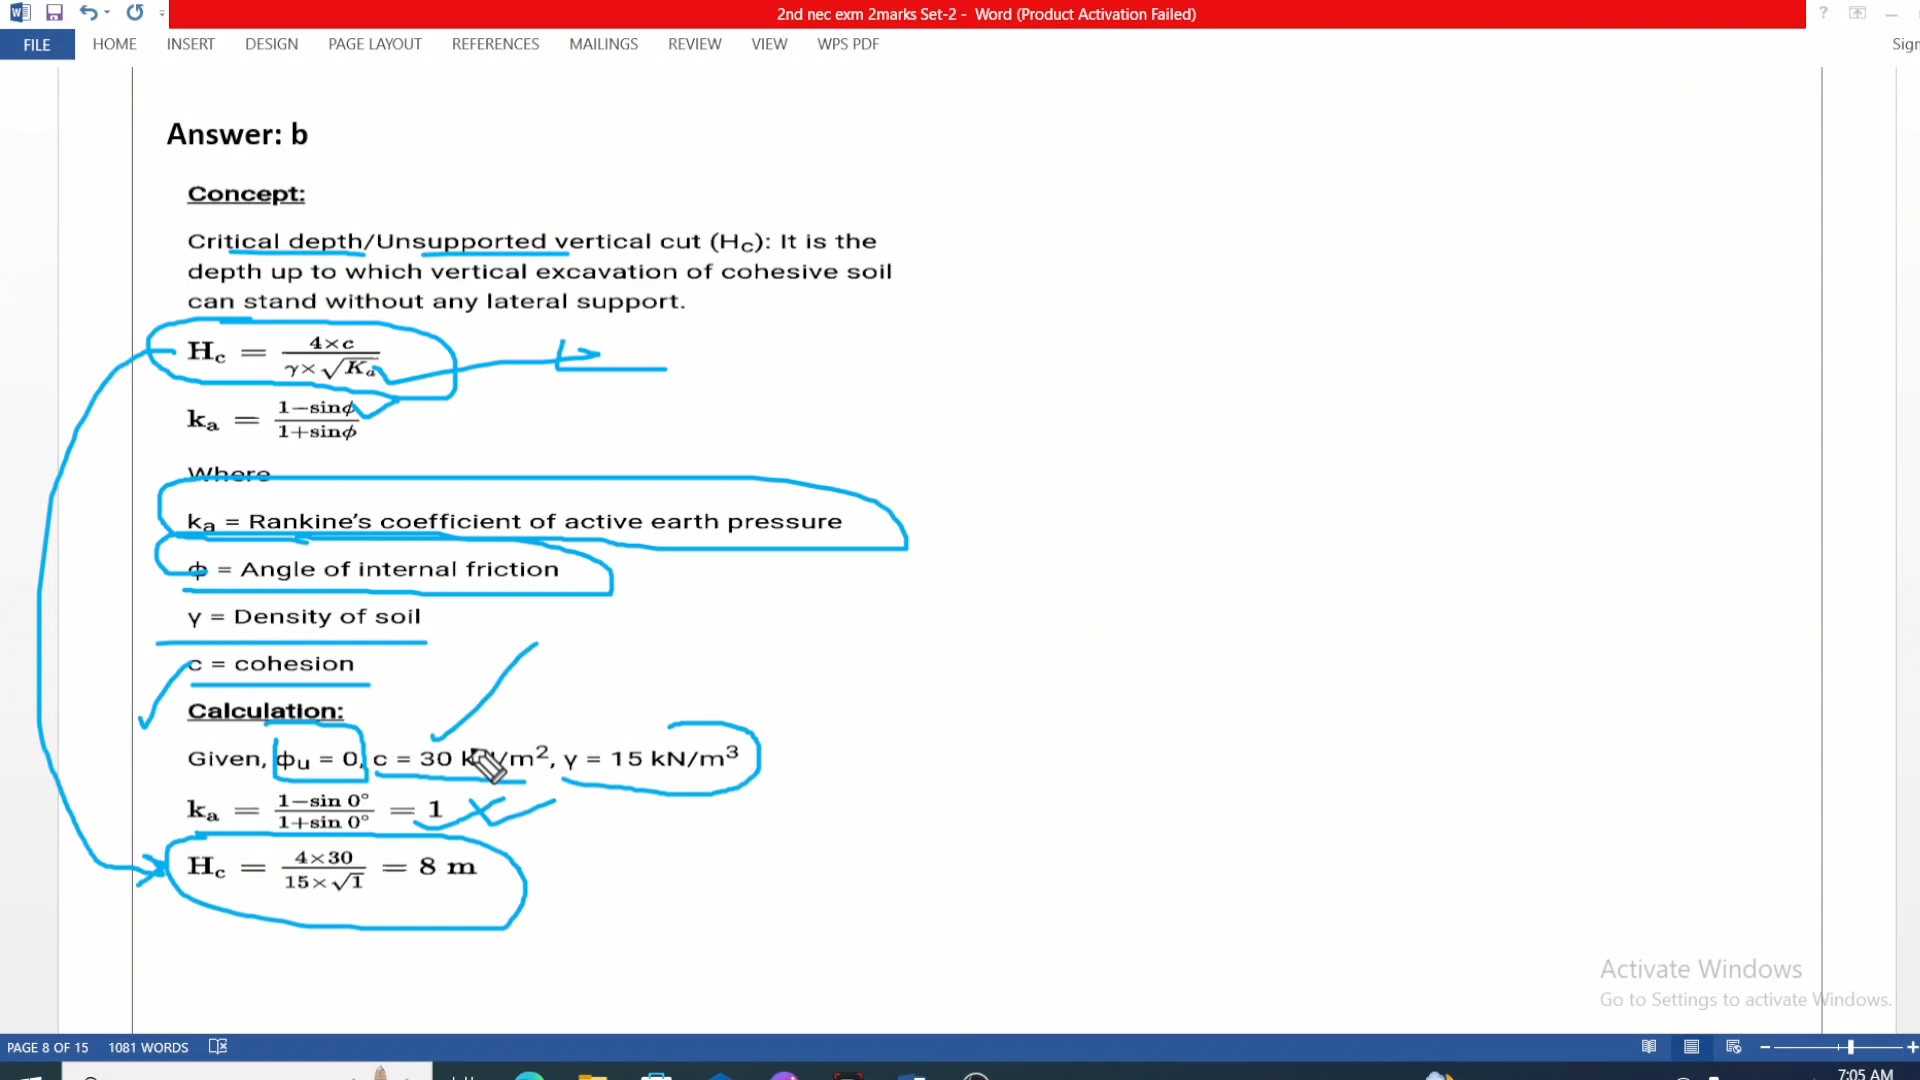 2nd nec exm 2marks Set-2 - Word (Product Activation Failed)
FILE HOME INSERT DESIGN PAGE LAYOUT REFERENCES MAILINGS REVIEW VIEW WPS PDF Sign
Answer: b
Concept:
Critical depth/Unsupported vertical cut (Hc): It is the
depth up to which vertical excavation of cohesive soil
can stand without any lateral support.
Hc = 4×c / γ×√Ka
ka = 1−sinϕ / 1+sinϕ
Where
ka = Rankine's coefficient of active earth pressure
ϕ = Angle of internal friction
γ = Density of soil
c = cohesion
Calculation:
Given, ϕu = 0, c = 30 kN/m², γ = 15 kN/m³
ka = 1−sin 0° / 1+sin 0° = 1
Hc = 4×30 / 15×√1 = 8 m
Activate Windows
Go to Settings to activate Windows.
PAGE 8 OF 15 1081 WORDS
7:05 AM